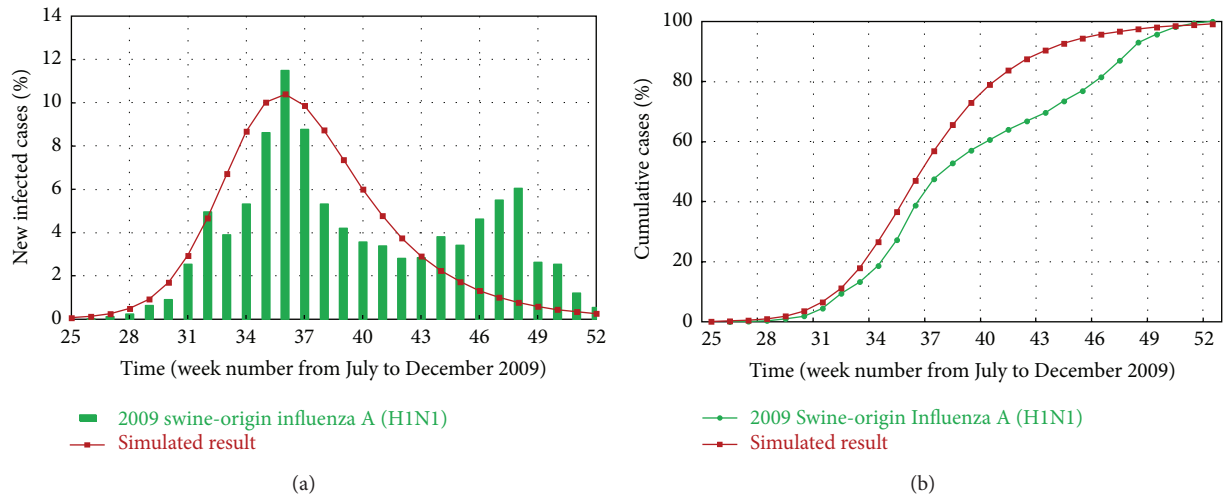 14
12
10
8
6
4
2
0
New infected cases (%)
25 28 31 34 37 40 43 46 49 52
Time (week number from July to December 2009)
2009 swine-origin influenza A (H1N1)
Simulated result
(a)
100
80
60
40
20
0
Cumulative cases (%)
25 28 31 34 37 40 43 46 49 52
Time (week number from July to December 2009)
2009 Swine-origin Influenza A (H1N1)
Simulated result
(b)